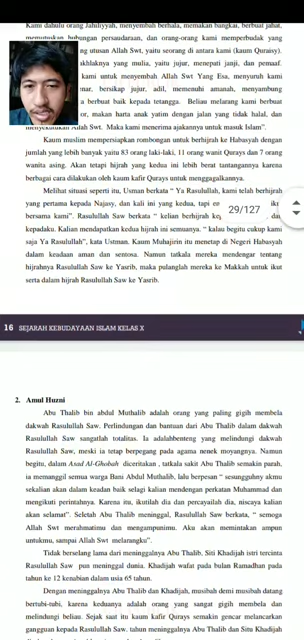 Kami dahulu orang Jahiliyyah, menyembah berhala, memakan bangkai, berbuat jahat,
memutuskan hubungan persaudaraan, dan orang-orang kami memperbudak yang
ng utusan Allah Swt, yaitu seorang di antara kami (kaum Quraisy).
akhlaknya yang mulia, yaitu jujur, menepati janji, dan pemaaf.
kami untuk menyembah Allah Swt Yang Esa, menyuruh kami
mar, bersikap jujur, adil, memenuhi amanah, menyambung
a berbuat baik kepada tetangga. Beliau melarang kami berbuat
or, makan harta anak yatim dengan jalan yang tidak halal, dan
menyekutukan Allah Swt. Maka kami menerima ajakannya untuk masuk Islam".
Kaum muslim mempersiapkan rombongan untuk berhijrah ke Habasyah dengan
jumlah yang lebih banyak yaitu 83 orang laki-laki, 11 orang wanit Qurays dan 7 orang
wanita asing. Akan tetapi hijrah yang kedua ini lebih berat tantangannya karena
berbagai cara dilakukan oleh kaum kafir Qurays untuk menggagalkannya.
Melihat situasi seperti itu, Usman berkata " Ya Rasulullah, kami telah berhijrah
yang pertama kepada Najasy, dan kali ini yang kedua, tapi
bersama kami". Rasulullah Saw berkata " kelian berhijrah
kepadaku. Kalian mendapatkan kedua hijrah ini semuanya. " kalau begitu cukup kami
saja Ya Rasulullah", kata Ustman. Kaum Muhajirin itu menetap di Negeri Habasyah
dalam keadaan aman dan sentosa. Namun tatkala mereka mendengar tentang
hijrahnya Rasulullah Saw ke Yasrib, maka pulanglah mereka ke Makkah untuk ikut
serta dalam hijrah Rasulullah Saw ke Yasrib.
29/127
16 SEJARAH KEBUDAYAAN ISLAM KELAS X
2. Amul Huzni
Abu Thalib bin abdul Muthalib adalah orang yang paling gigih membela
dakwah Rasulullah Saw. Perlindungan dan bantuan dari Abu Thalib dalam dakwah
Rasulullah Saw sangatlah totalitas. Ia adalahbenteng yang melindungi dakwah
Rasulullah Saw, meski ia tetap berpegang pada agama nenek moyangnya. Namun
begitu, dalam Asad Al-Ghobah diceritakan , tatkala sakit Abu Thalib semakin parah,
ia memanggil semua warga Bani Abdul Muthalib, lalu berpesan " sesungguhny akmu
sekalian akan dalam keadan baik selagi kalian mendengar perkatan Muhammad dan
mengikuti perintahnya. Karena itu, ikutilah dia dan percayailah dia, niscaya kalian
akan selamat". Seletah Abu Thalib meninggal, Rasulullah Saw berkata, " semoga
Allah Swt merahmatimu dan mengampunimu. Aku akan memintakan ampun
untukmu, sampai Allah Swt melarangku".
Tidak berselang lama dari meninggalnya Abu Thalib, Siti Khadijah istri tercinta
Rasulullah Saw pun meninggal dunia. Khadijah wafat pada bulan Ramadhan pada
tahun ke 12 kenabian dalam usia 65 tahun.
Dengan meninggalnya Abu Thalib dan Khadijah, musibah demi musibah datang
bertubi-tubi, karena keduanya adalah orang yang sangat gigih membela dan
melindungi beliau. Sejak saat itu kaum kafir Qurays semakin gencar melancarkan
gangguan kepada Rasulullah Saw. tahun meninggalnya Abu Thalib dan Situ Khadijah